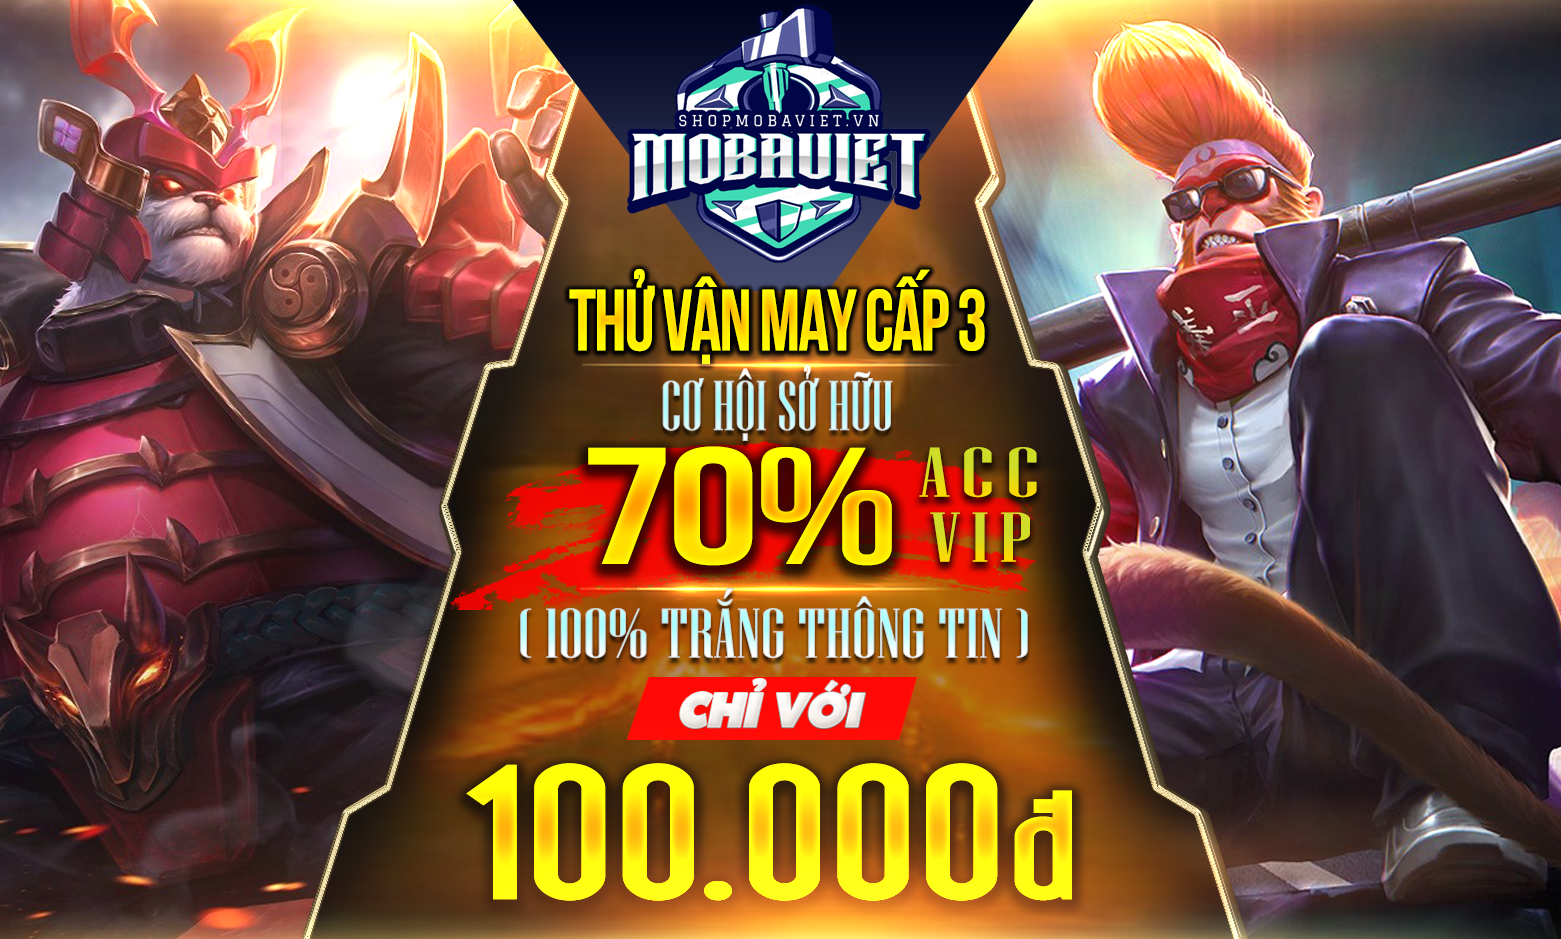 SHOPMOBAVIET.VN
MOBAVIET
THỬ VẬN MAY CẤP 3
CƠ HỘI SỞ HỮU
70% ACC VIP
( 100% TRẮNG THÔNG TIN )
CHỈ VỚI
100.000đ